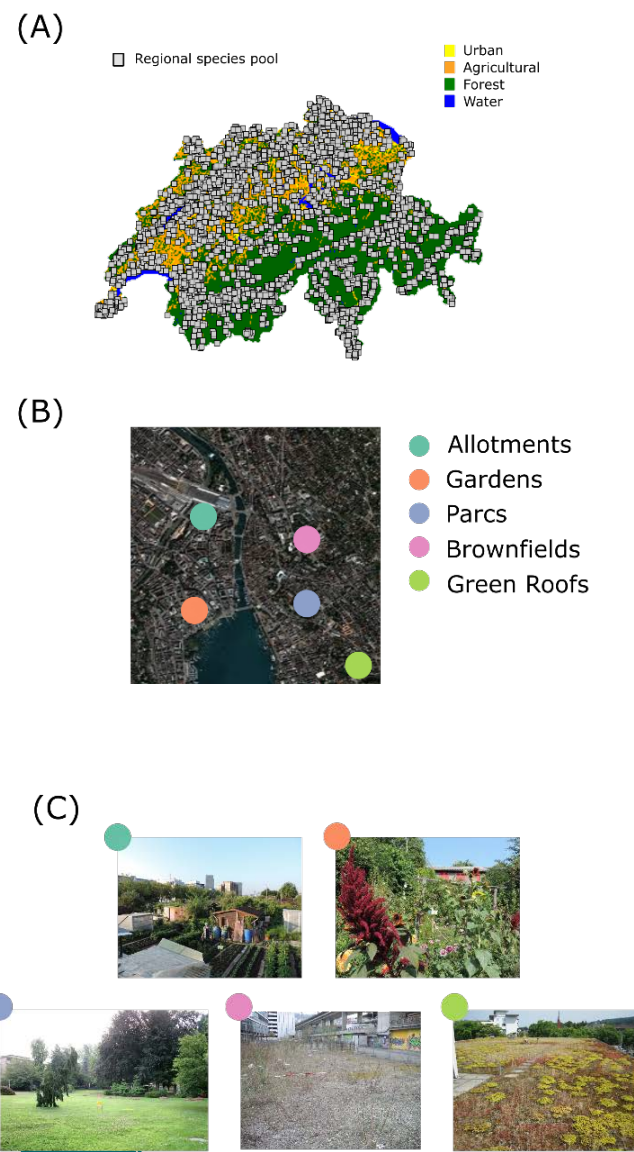 (A)
Regional species pool
Urban
Agricultural
Forest
Water
(B)
Allotments
Gardens
Parcs
Brownfields
Green Roofs
(C)